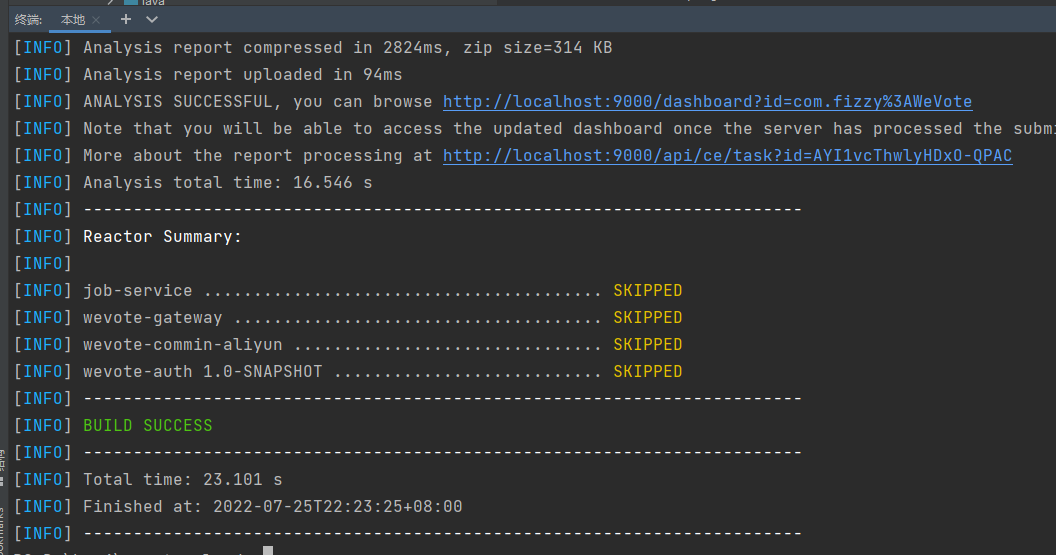 java
终端: 本地 × +
[INFO] Analysis report compressed in 2824ms, zip size=314 KB
[INFO] Analysis report uploaded in 94ms
[INFO] ANALYSIS SUCCESSFUL, you can browse http://localhost:9000/dashboard?id=com.fizzy%3AWeVote
[INFO] Note that you will be able to access the updated dashboard once the server has processed the submi
[INFO] More about the report processing at http://localhost:9000/api/ce/task?id=AYI1vcThwlyHDxO-QPAC
[INFO] Analysis total time: 16.546 s
[INFO] ------------------------------------------------------------------------
[INFO] Reactor Summary:
[INFO]
[INFO] job-service ........................................ SKIPPED
[INFO] wevote-gateway ..................................... SKIPPED
[INFO] wevote-commin-aliyun ............................... SKIPPED
[INFO] wevote-auth 1.0-SNAPSHOT ........................... SKIPPED
[INFO] ------------------------------------------------------------------------
[INFO] BUILD SUCCESS
[INFO] ------------------------------------------------------------------------
[INFO] Total time: 23.101 s
[INFO] Finished at: 2022-07-25T22:23:25+08:00
[INFO] ------------------------------------------------------------------------